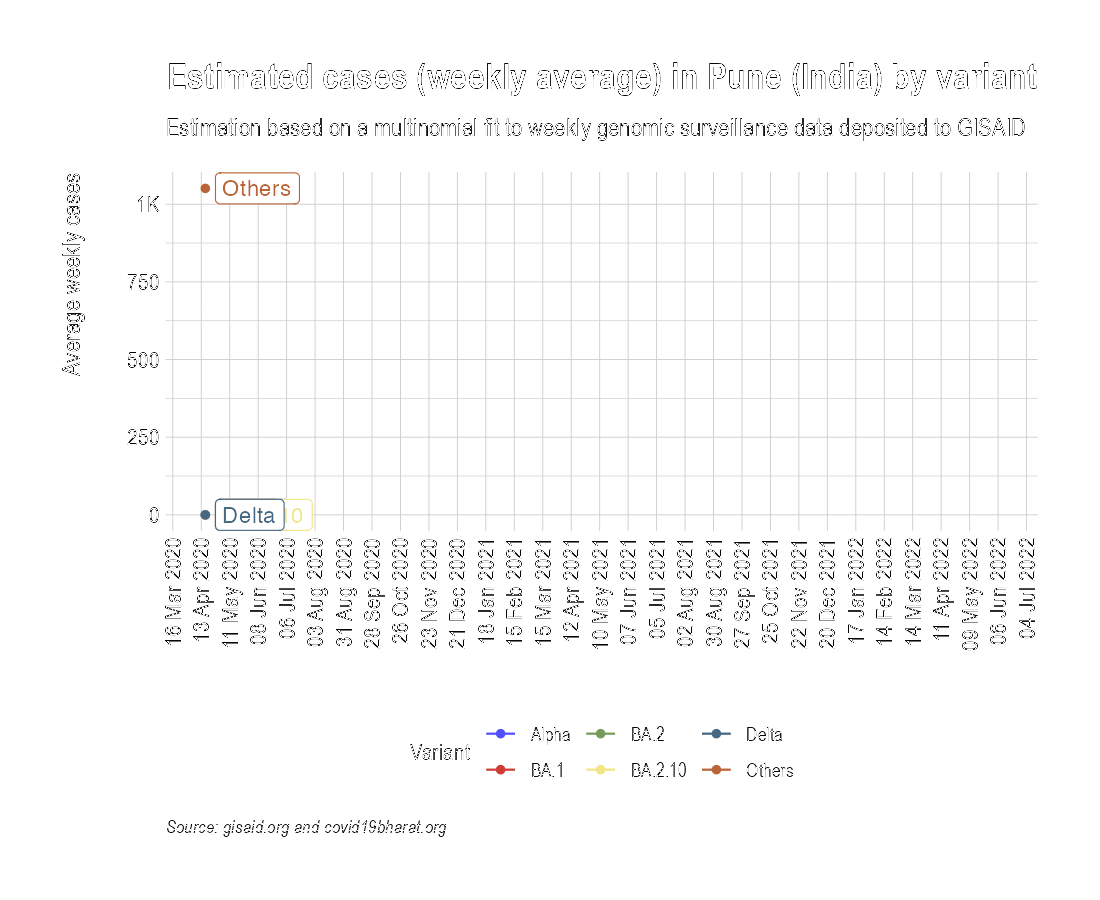 Estimated cases (weekly average) in Pune (India) by variant
Estimation based on a multinomial fit to weekly genomic surveillance data deposited to GISAID
Average weekly cases
1K
750
500
250
0
Others
Delta
10
16 Mar 2020
13 Apr 2020
11 May 2020
08 Jun 2020
06 Jul 2020
03 Aug 2020
31 Aug 2020
28 Sep 2020
26 Oct 2020
23 Nov 2020
21 Dec 2020
18 Jan 2021
15 Feb 2021
15 Mar 2021
12 Apr 2021
10 May 2021
07 Jun 2021
05 Jul 2021
02 Aug 2021
30 Aug 2021
27 Sep 2021
25 Oct 2021
22 Nov 2021
20 Dec 2021
17 Jan 2022
14 Feb 2022
14 Mar 2022
11 Apr 2022
09 May 2022
06 Jun 2022
04 Jul 2022
Variant
Alpha
BA.2
Delta
BA.1
BA.2.10
Others
Source: gisaid.org and covid19bharat.org